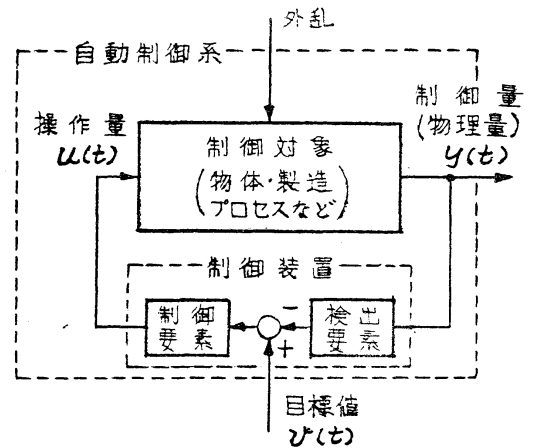 外乱
自動制御系
制御量
(物理量)
y(t)
操作量
u(t)
制御対象
(物体・製造
プロセスなど)
制御装置
制御
要素
検出
要素
−
+
目標値
v(t)